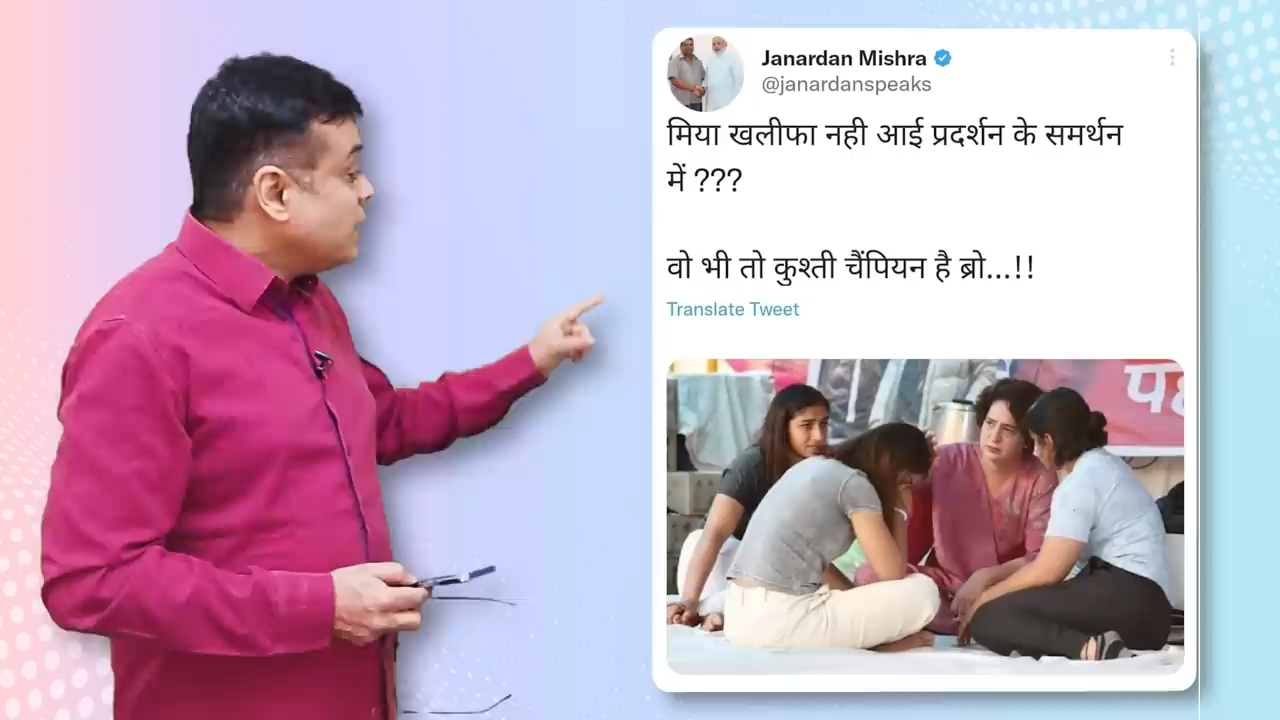 Janardan Mishra
@janardanspeaks
मिया खलीफा नही आई प्रदर्शन के समर्थन
में ???
वो भी तो कुश्ती चैंपियन है ब्रो...!!
Translate Tweet